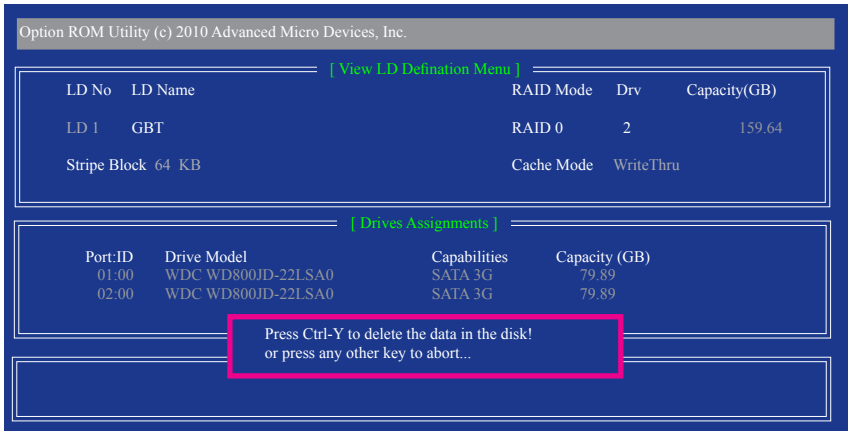 Option ROM Utility (c) 2010 Advanced Micro Devices, Inc.
[ View LD Defination Menu ]
LD No LD Name RAID Mode Drv Capacity(GB)
LD 1 GBT RAID 0 2 159.64
Stripe Block 64 KB Cache Mode WriteThru
[ Drives Assignments ]
Port:ID Drive Model Capabilities Capacity (GB)
01:00 WDC WD800JD-22LSA0 SATA 3G 79.89
02:00 WDC WD800JD-22LSA0 SATA 3G 79.89
Press Ctrl-Y to delete the data in the disk!
or press any other key to abort...